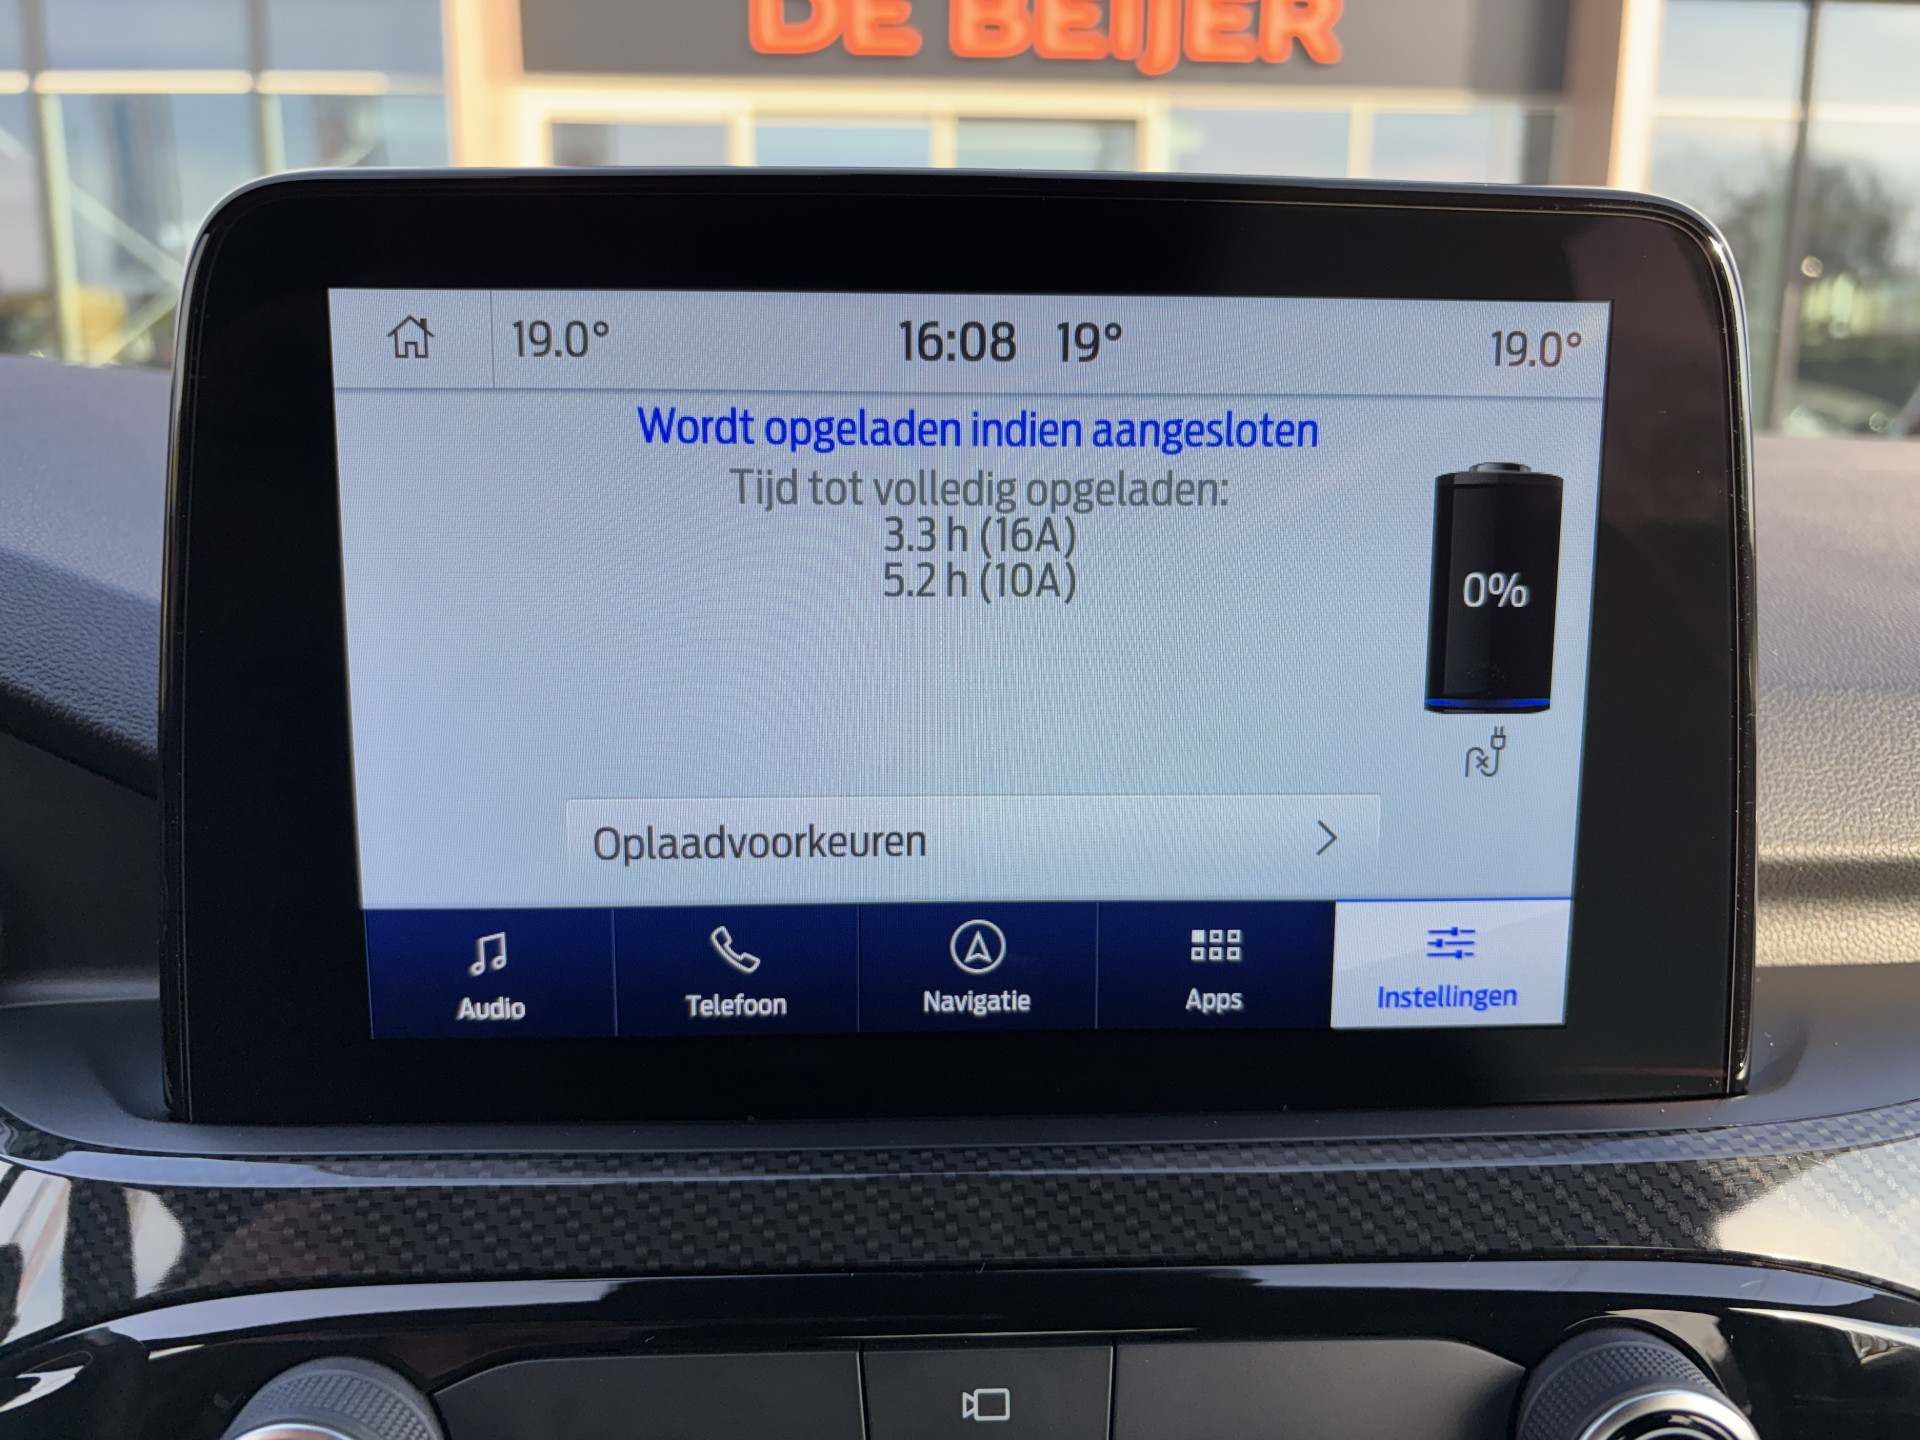 DE BEIJER
19.0° 16:08 19° 19.0°
Wordt opgeladen indien aangesloten
Tijd tot volledig opgeladen:
3.3 h (16A)
5.2 h (10A)
0%
Oplaadvoorkeuren
Audio Telefoon Navigatie Apps Instellingen